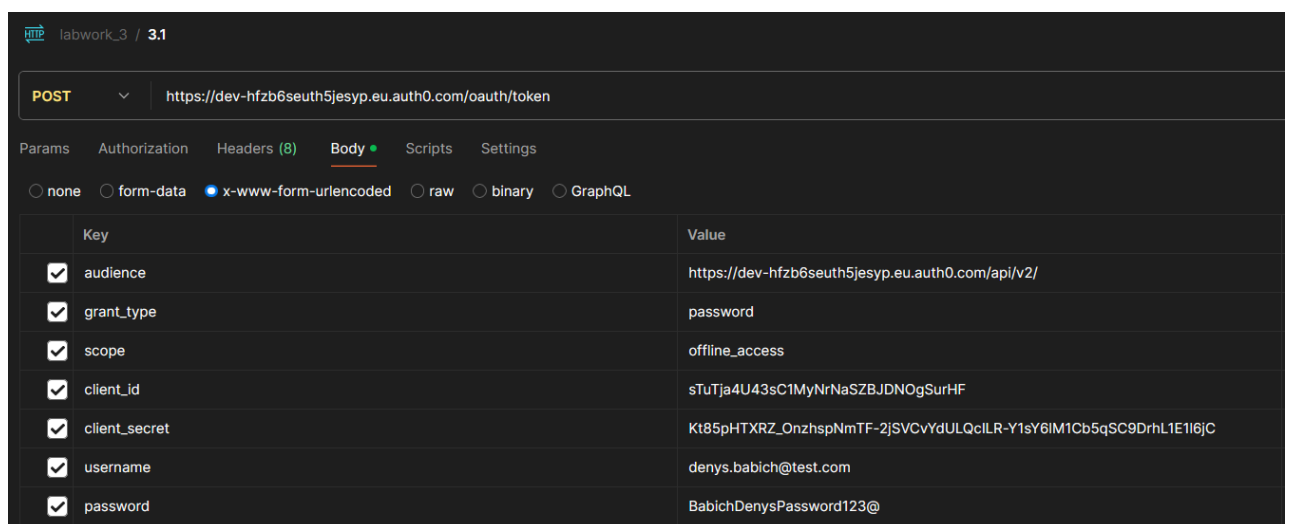 HTTP labwork_3 / 3.1
POST https://dev-hfzb6seuth5jesyp.eu.auth0.com/oauth/token
Params Authorization Headers (8) Body Scripts Settings
none form-data x-www-form-urlencoded raw binary GraphQL
Key Value
audience https://dev-hfzb6seuth5jesyp.eu.auth0.com/api/v2/
grant_type password
scope offline_access
client_id sTuTja4U43sC1MyNrNaSZBJDNOgSurHF
client_secret Kt85pHTXRZ_OnzhspNmTF-2jSVCvYdULQcILR-Y1sY6lM1Cb5qSC9DrhL1E1I6jC
username denys.babich@test.com
password BabichDenysPassword123@